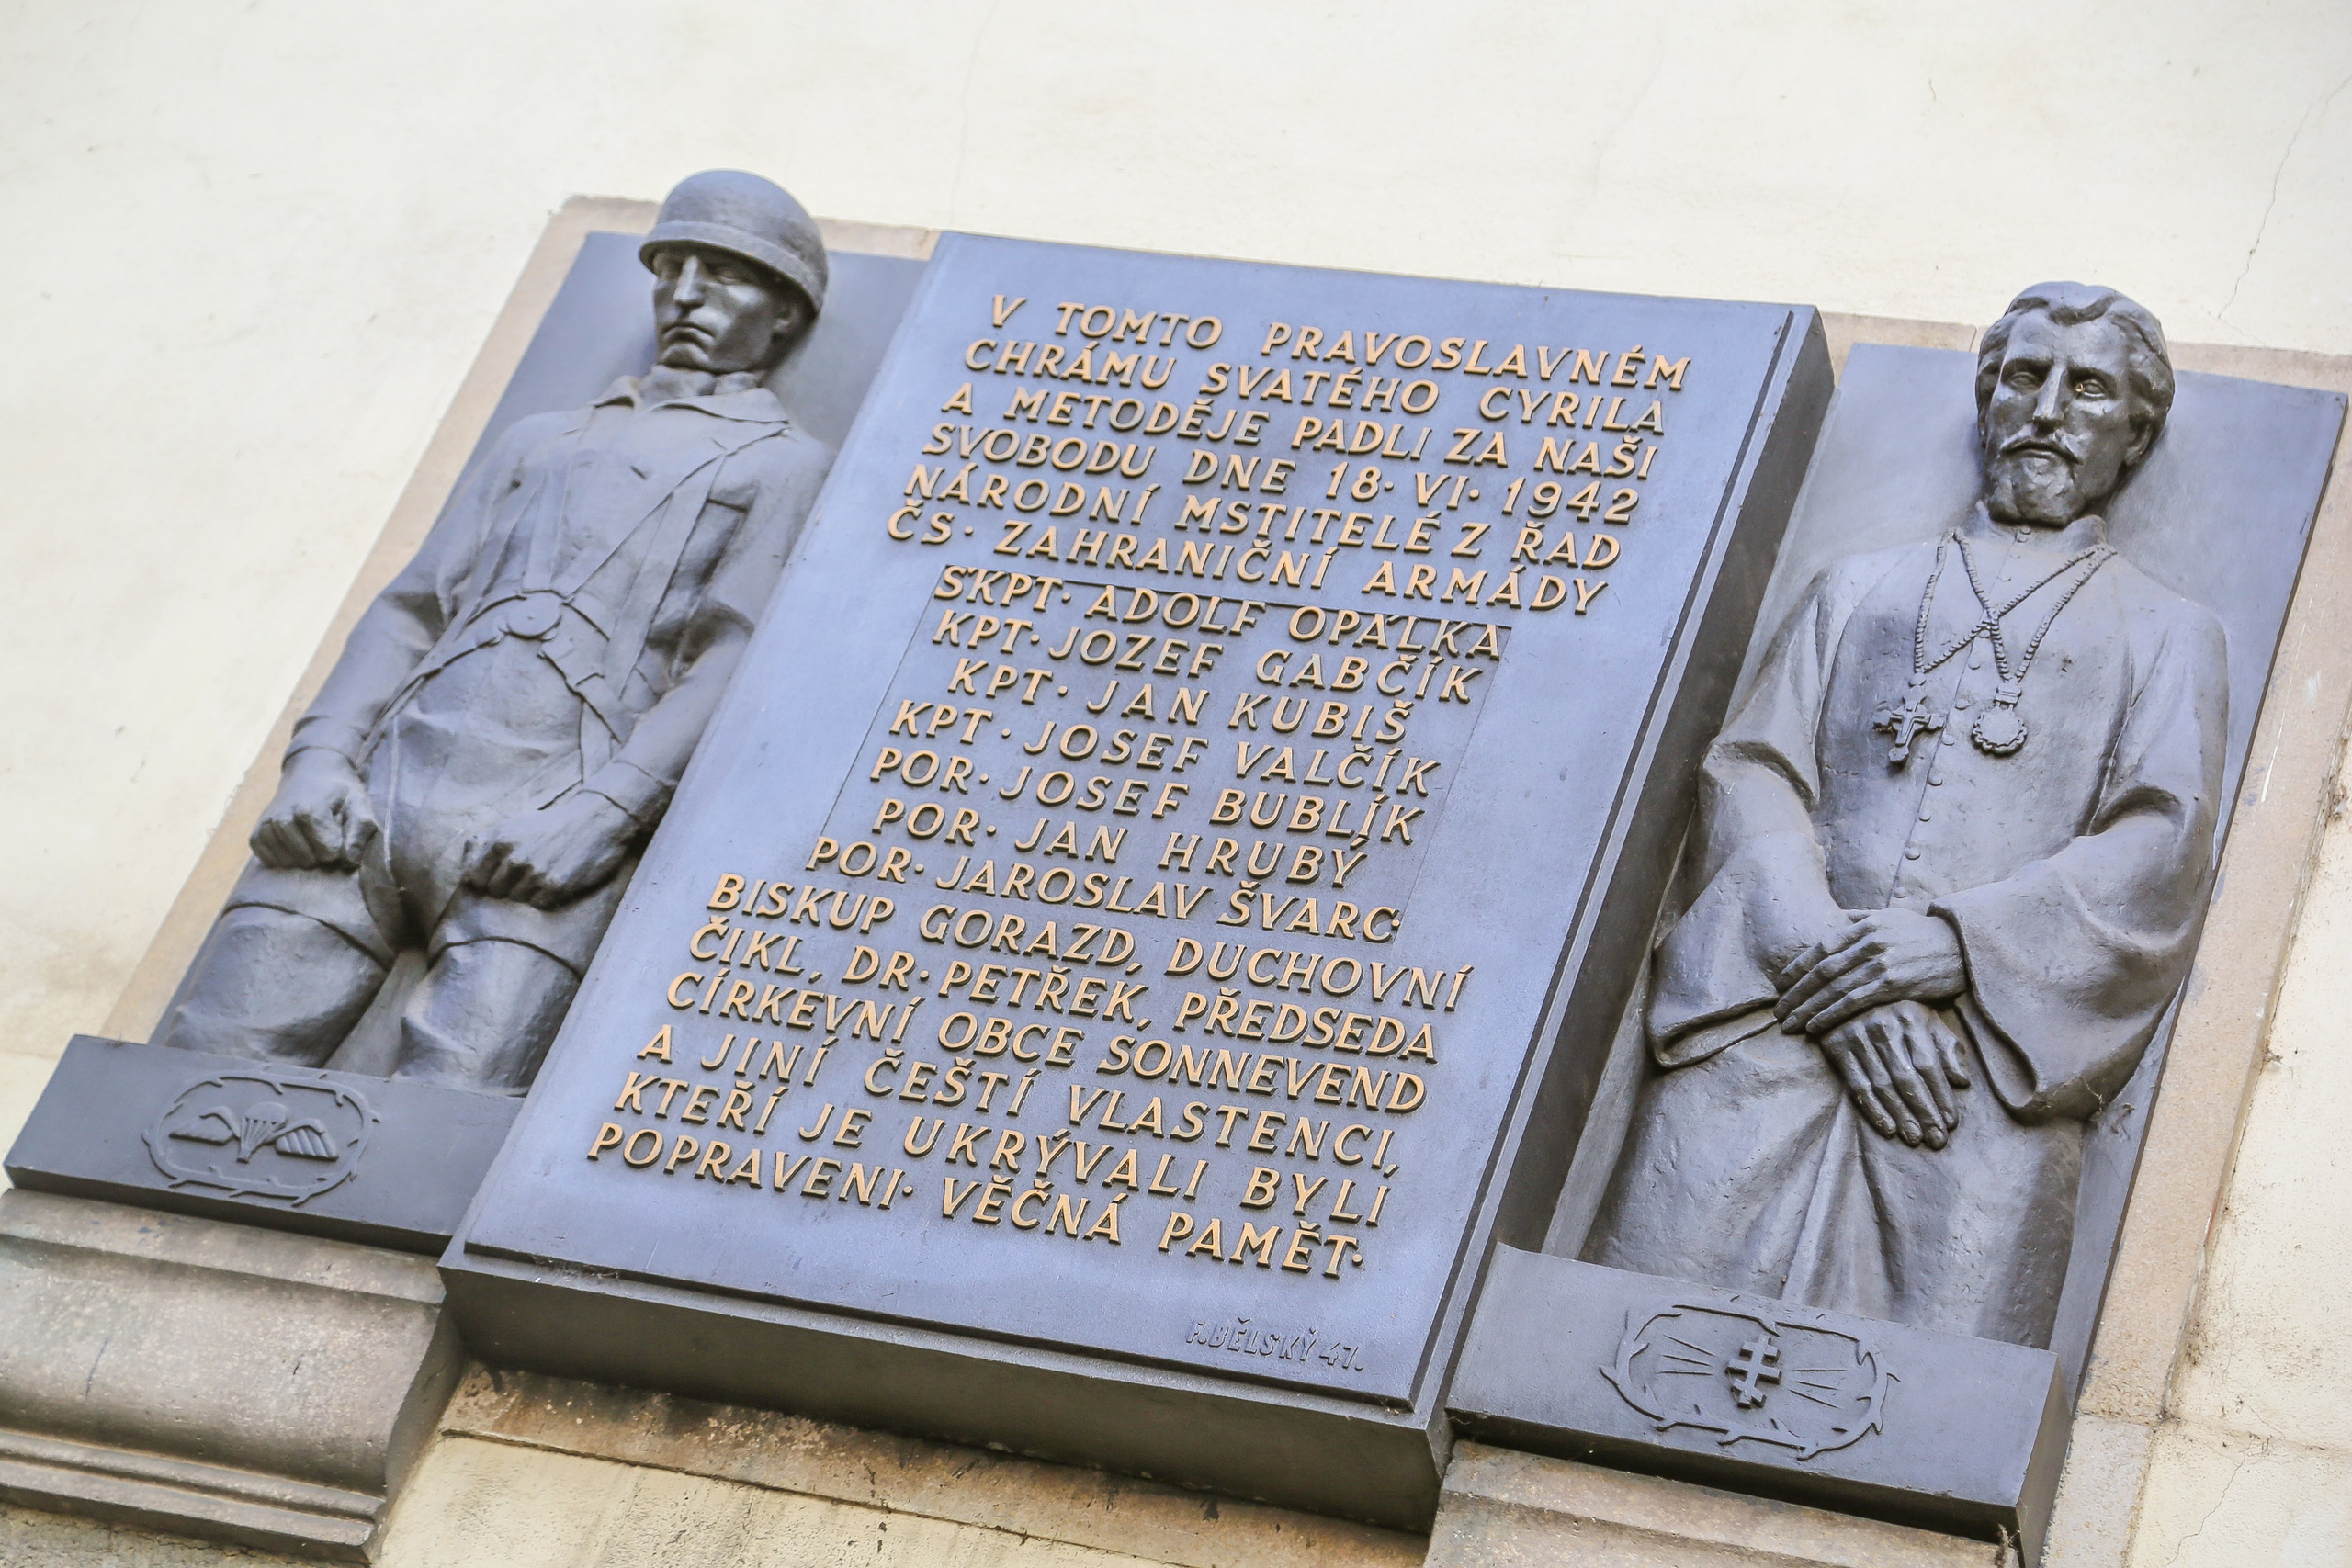 V TOMTO PRAVOSLAVNÉM
CHRÁMU SVATÉHO CYRILA
A METODĚJE PADLI ZA NAŠI
SVOBODU DNE 18. VI. 1942
NÁRODNÍ MSTITELÉ Z ŘAD
ČS. ZAHRANIČNÍ ARMÁDY
ŠKPT. ADOLF OPÁLKA
KPT. JOZEF GABČÍK
KPT. JAN KUBIŠ
KPT. JOSEF VALČÍK
POR. JOSEF BUBLÍK
POR. JAN HRUBÝ
POR. JAROSLAV ŠVARC.
BISKUP GORAZD, DUCHOVNÍ
ČIKL, DR. PETŘEK, PŘEDSEDA
CÍRKEVNÍ OBCE SONNEVEND
A JINÍ ČEŠTÍ VLASTENCI,
KTEŘÍ JE UKRÝVALI BYLI
POPRAVENI. VĚČNÁ PAMĚT.
F. BĚLSKÝ 47.